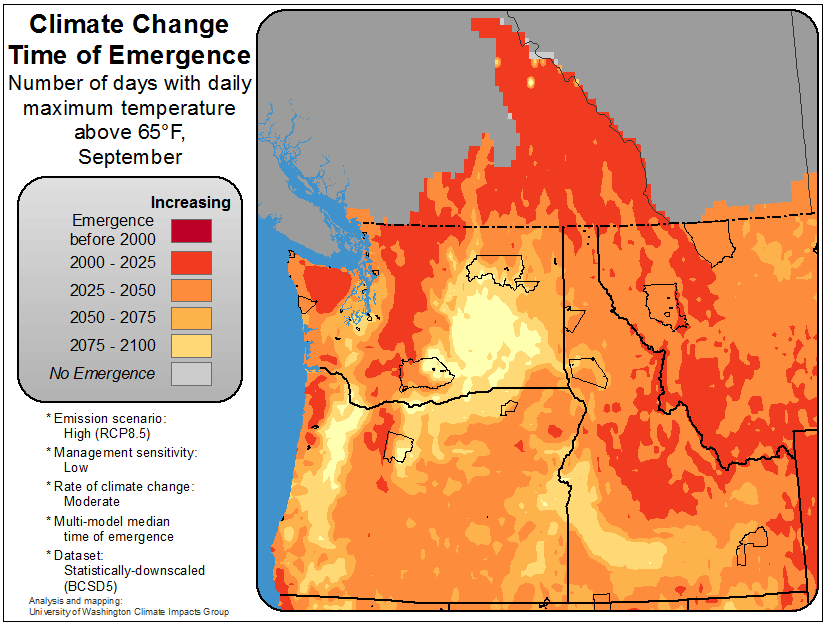 Climate Change
Time of Emergence
Number of days with daily
maximum temperature
above 65°F,
September
Increasing
Emergence
before 2000
2000 - 2025
2025 - 2050
2050 - 2075
2075 - 2100
No Emergence
* Emission scenario:
High (RCP8.5)
* Management sensitivity:
Low
* Rate of climate change:
Moderate
* Multi-model median
time of emergence
* Dataset:
Statistically-downscaled
(BCSD5)
Analysis and mapping:
University of Washington Climate Impacts Group